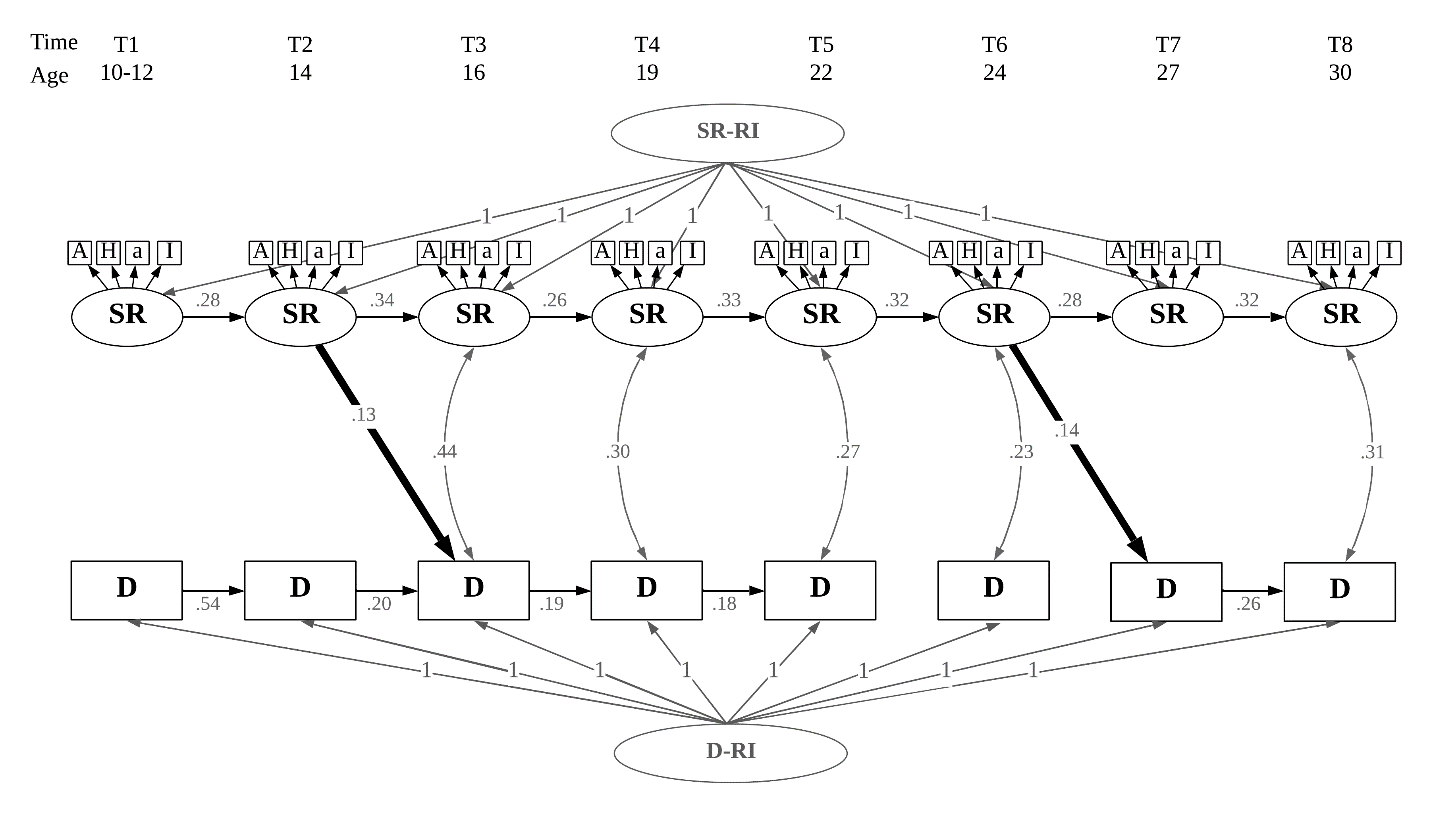 Time T1 T2 T3 T4 T5 T6 T7 T8
Age 10-12 14 16 19 22 24 27 30
SR-RI
1 1 1 1 1 1 1 1
A H a I A H a I A H a I A H a I A H a I A H a I A H a I A H a I
.28 .34 .26 .33 .32 .28 .32
SR SR SR SR SR SR SR SR
.13 .14
.44 .30 .27 .23 .31
D D D D D D D D
.54 .20 .19 .18 .26
1 1 1 1 1 1 1 1
D-RI